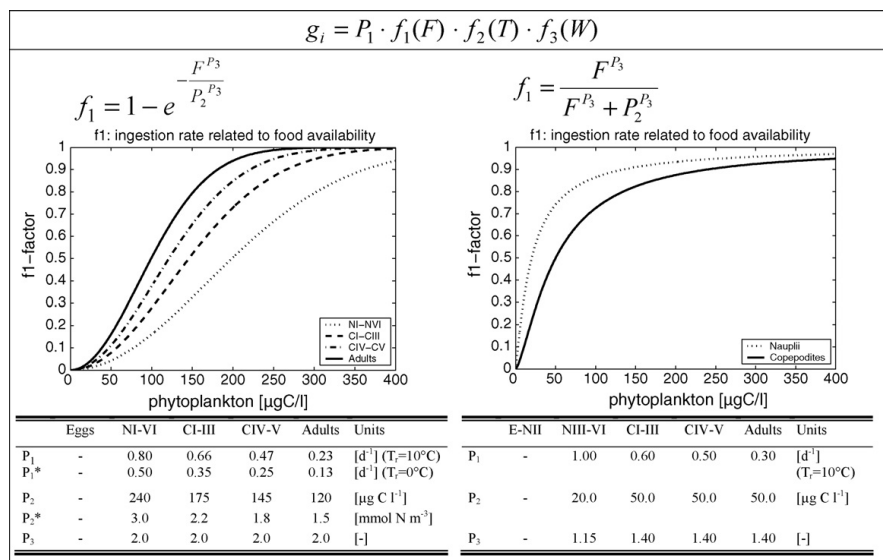 g_i = P_1 · f_1(F) · f_2(T) · f_3(W)
f_1 = 1 − e^{−F^{P_3}/P_2^{P_3}}
f1: ingestion rate related to food availability
1
0.9
0.8
0.7
0.6
0.5
0.4
0.3
0.2
0.1
0
f1−factor
NI−NVI
CI−CIII
CIV−CV
Adults
0 50 100 150 200 250 300 350 400
phytoplankton [µgC/l]
Eggs NI-VI CI-III CIV-V Adults Units
P1 - 0.80 0.66 0.47 0.23 [d-1] (Tr=10°C)
P1* - 0.50 0.35 0.25 0.13 [d-1] (Tr=0°C)
P2 - 240 175 145 120 [µg C l-1]
P2* - 3.0 2.2 1.8 1.5 [mmol N m-3]
P3 - 2.0 2.0 2.0 2.0 [-]
f_1 = F^{P_3} / (F^{P_3} + P_2^{P_3})
f1: ingestion rate related to food availability
1
0.9
0.8
0.7
0.6
0.5
0.4
0.3
0.2
0.1
0
f1−factor
Nauplii
Copepodites
0 50 100 150 200 250 300 350 400
phytoplankton [µgC/l]
E-NII NIII-VI CI-III CIV-V Adults Units
P1 - 1.00 0.60 0.50 0.30 [d-1]
(Tr=10°C)
P2 - 20.0 50.0 50.0 50.0 [µg C l-1]
P3 - 1.15 1.40 1.40 1.40 [-]